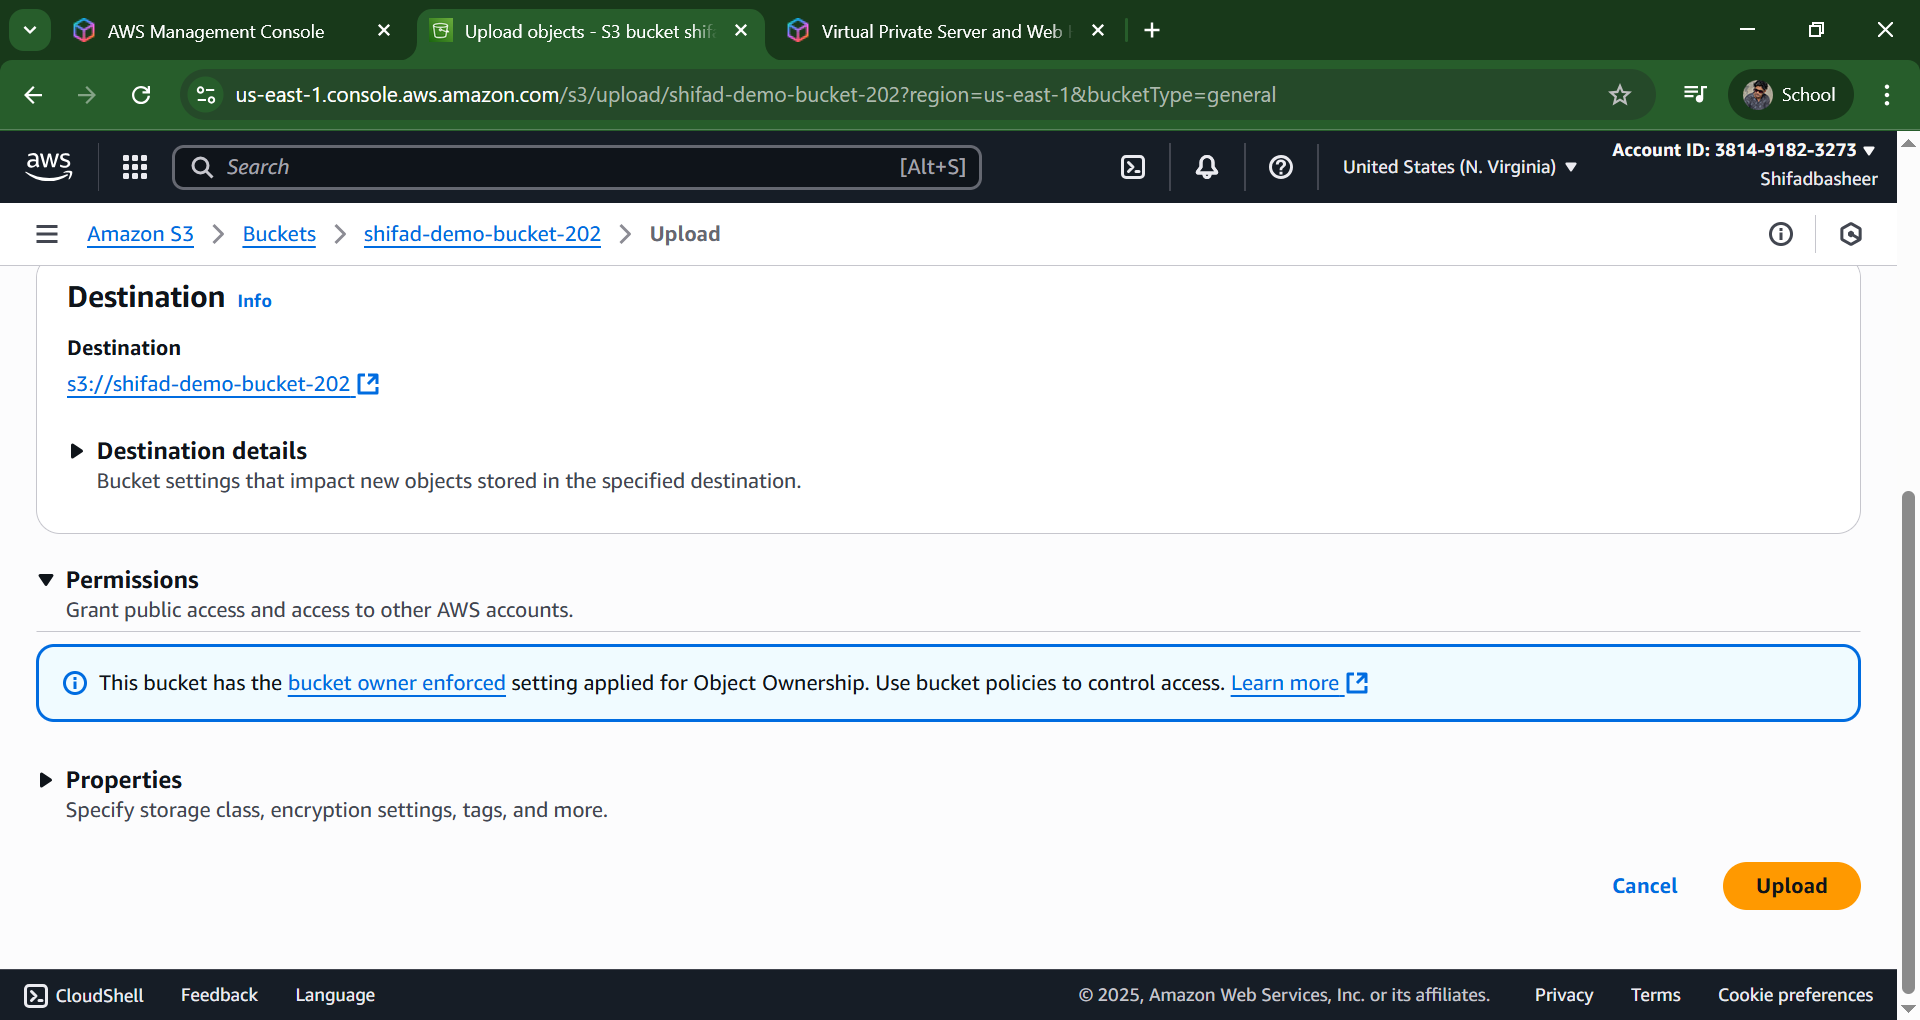 AWS Management Console
Upload objects - S3 bucket shif
Virtual Private Server and Web
us-east-1.console.aws.amazon.com/s3/upload/shifad-demo-bucket-202?region=us-east-1&bucketType=general
School
aws
Search
[Alt+S]
United States (N. Virginia)
Account ID: 3814-9182-3273
Shifadbasheer
Amazon S3 > Buckets > shifad-demo-bucket-202 > Upload
Destination Info
Destination
s3://shifad-demo-bucket-202
Destination details
Bucket settings that impact new objects stored in the specified destination.
Permissions
Grant public access and access to other AWS accounts.
This bucket has the bucket owner enforced setting applied for Object Ownership. Use bucket policies to control access. Learn more
Properties
Specify storage class, encryption settings, tags, and more.
Cancel
Upload
CloudShell
Feedback
Language
© 2025, Amazon Web Services, Inc. or its affiliates.
Privacy
Terms
Cookie preferences